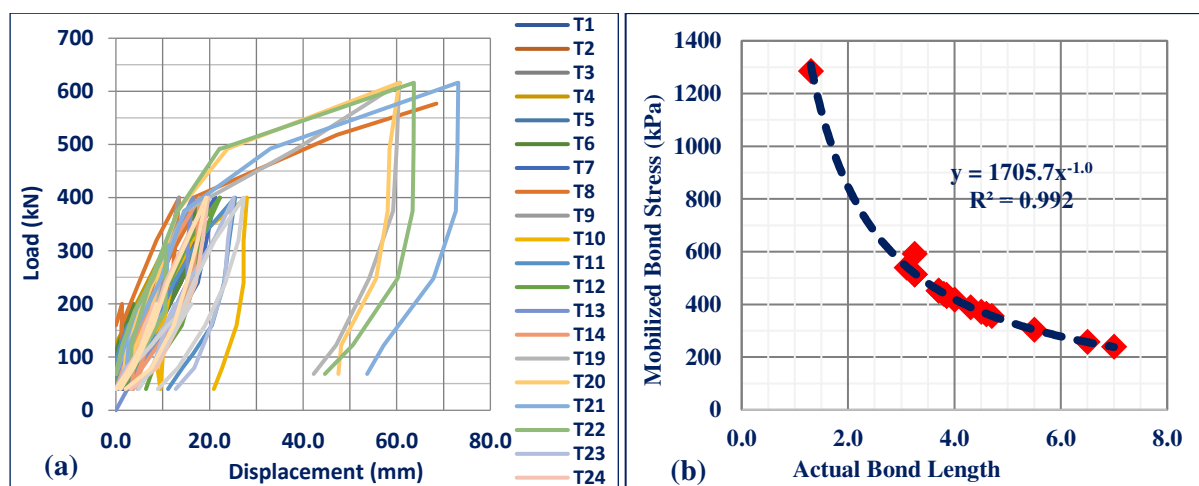 700
600
500
400
300
200
100
0
0.0
20.0
40.0
60.0
80.0
Load (kN)
Displacement (mm)
(a)
T1
T2
T3
T4
T5
T6
T7
T8
T9
T10
T11
T12
T13
T14
T19
T20
T21
T22
T23
T24
1400
1200
1000
800
600
400
200
0
0.0
2.0
4.0
6.0
8.0
Mobilized Bond Stress (kPa)
y = 1705.7x⁻¹·⁰
R² = 0.992
(b)
Actual Bond Length